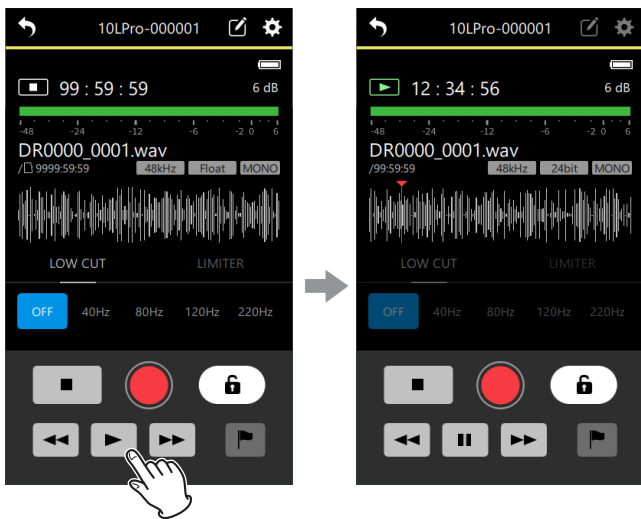 10LPro-000001
99 : 59 : 59
6 dB
-48 -24 -12 -6 -2 0 6
DR0000_0001.wav
/ 9999:59:59 48kHz Float MONO
LOW CUT LIMITER
OFF 40Hz 80Hz 120Hz 220Hz
10LPro-000001
12 : 34 : 56
6 dB
-48 -24 -12 -6 -2 0 6
DR0000_0001.wav
/99:59:59 48kHz 24bit MONO
LOW CUT LIMITER
OFF 40Hz 80Hz 120Hz 220Hz